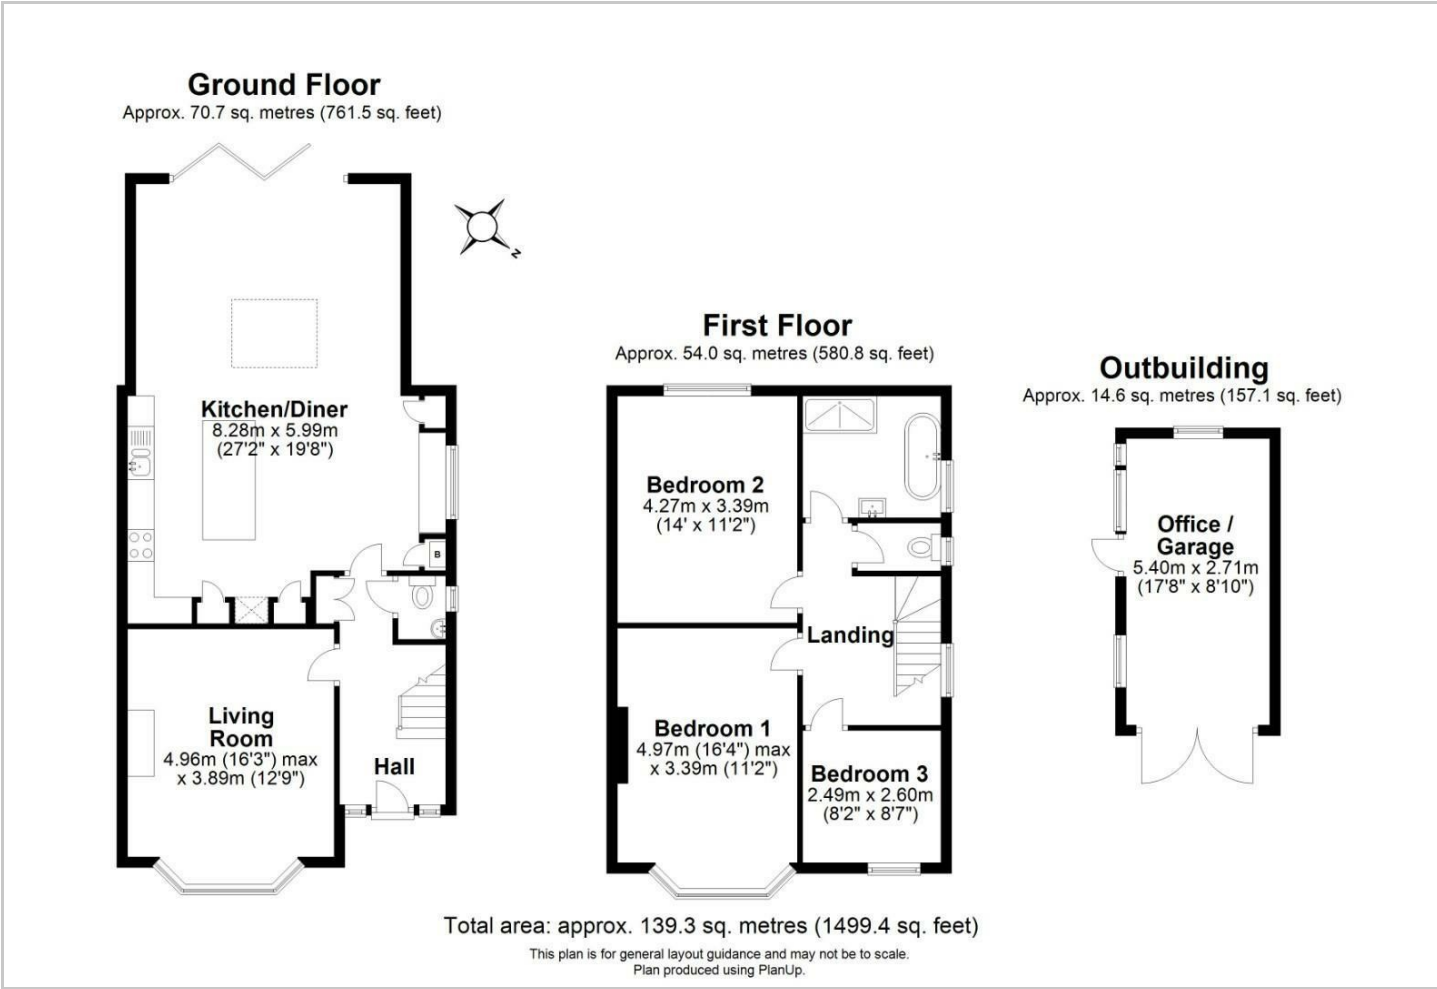 Ground Floor
Approx. 70.7 sq. metres (761.5 sq. feet)
N
Kitchen/Diner
8.28m x 5.99m
(27'2" x 19'8")
B
Living
Room
4.96m (16'3") max
x 3.89m (12'9")
Hall
First Floor
Approx. 54.0 sq. metres (580.8 sq. feet)
Bedroom 2
4.27m x 3.39m
(14' x 11'2")
Landing
Bedroom 1
4.97m (16'4") max
x 3.39m (11'2")
Bedroom 3
2.49m x 2.60m
(8'2" x 8'7")
Outbuilding
Approx. 14.6 sq. metres (157.1 sq. feet)
Office /
Garage
5.40m x 2.71m
(17'8" x 8'10")
Total area: approx. 139.3 sq. metres (1499.4 sq. feet)
This plan is for general layout guidance and may not be to scale.
Plan produced using PlanUp.